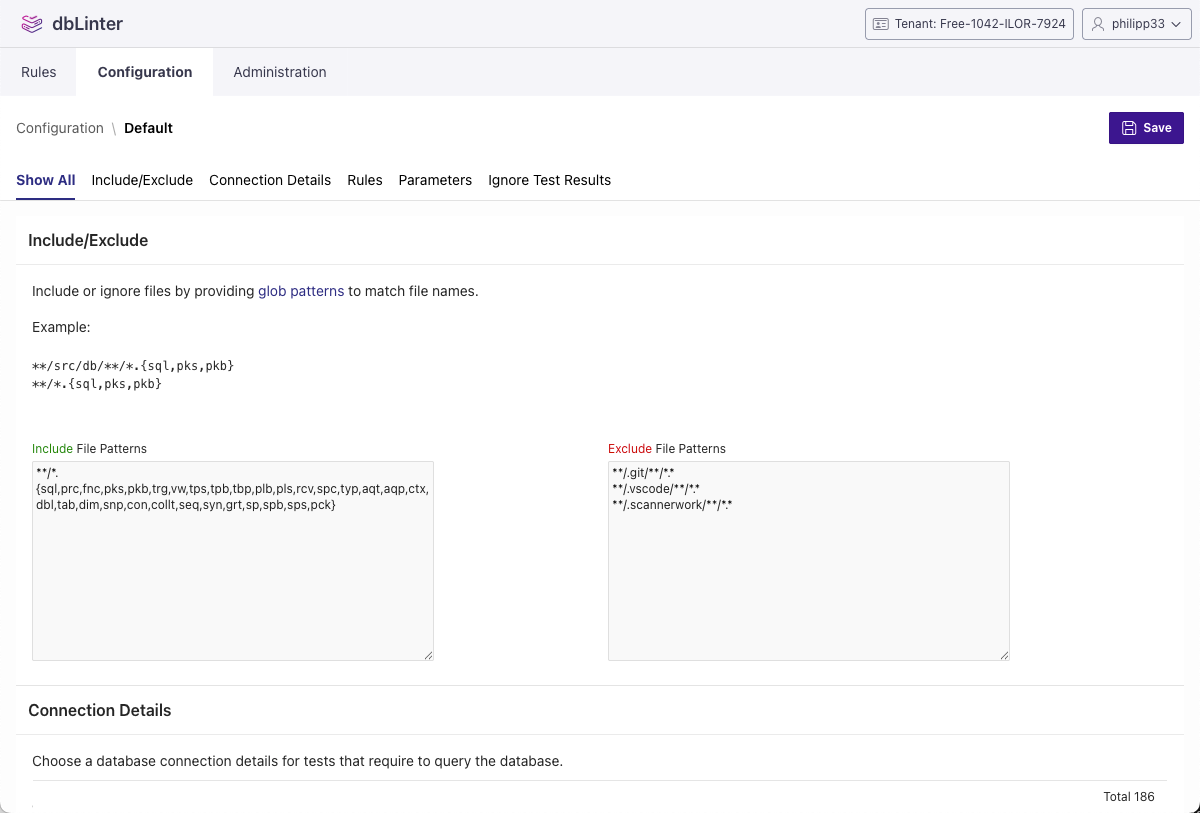 dbLinter
Tenant: Free-1042-ILOR-7924
philipp33
Rules
Configuration
Administration
Configuration \ Default
Save
Show All
Include/Exclude
Connection Details
Rules
Parameters
Ignore Test Results
Include/Exclude
Include or ignore files by providing glob patterns to match file names.
Example:
**/src/db/**/*.{sql,pks,pkb}
**/*.{sql,pks,pkb}
Include File Patterns
**/*.
{sql,prc,fnc,pks,pkb,trg,vw,tps,tpb,tbp,plb,pls,rcv,spc,typ,aqt,aqp,ctx,
dbl,tab,dim,snp,con,collt,seq,syn,grt,sp,spb,sps,pck}
Exclude File Patterns
**/.git/**/*.*
**/.vscode/**/*.*
**/.scannerwork/**/*.*
Connection Details
Choose a database connection details for tests that require to query the database.
Total 186